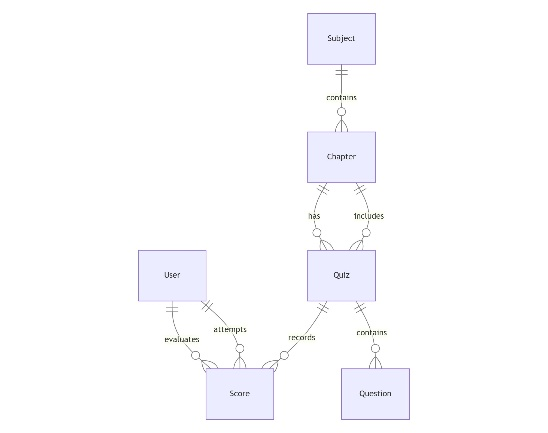 Subject
contains
Chapter
has
includes
User
Quiz
evaluates
attempts
records
contains
Score
Question